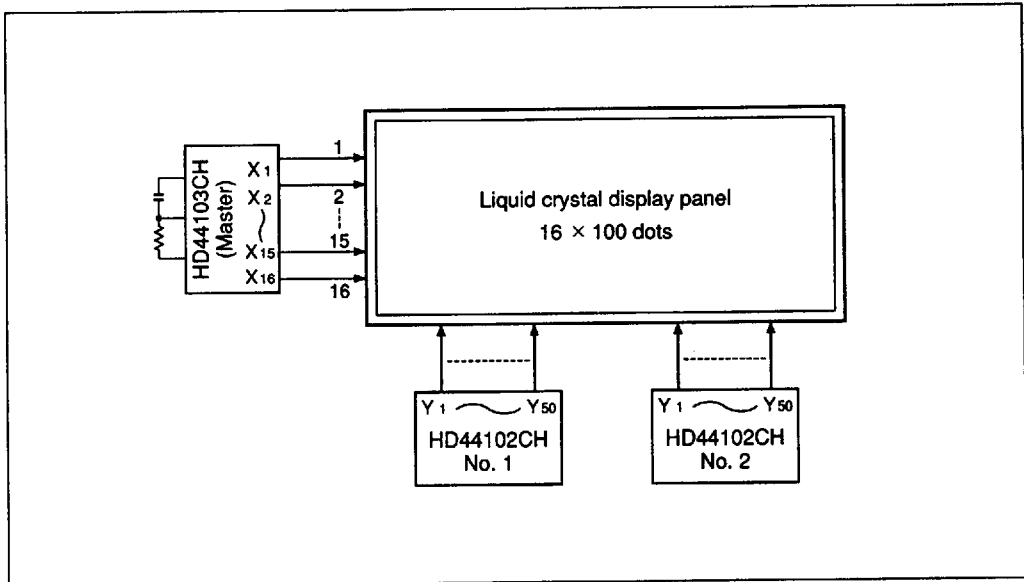 HD44103CH
(Master)
X1
X2
X15
X16
1
2
15
16
Liquid crystal display panel
16 × 100 dots
Y1 Y50
HD44102CH
No. 1
Y1 Y50
HD44102CH
No. 2